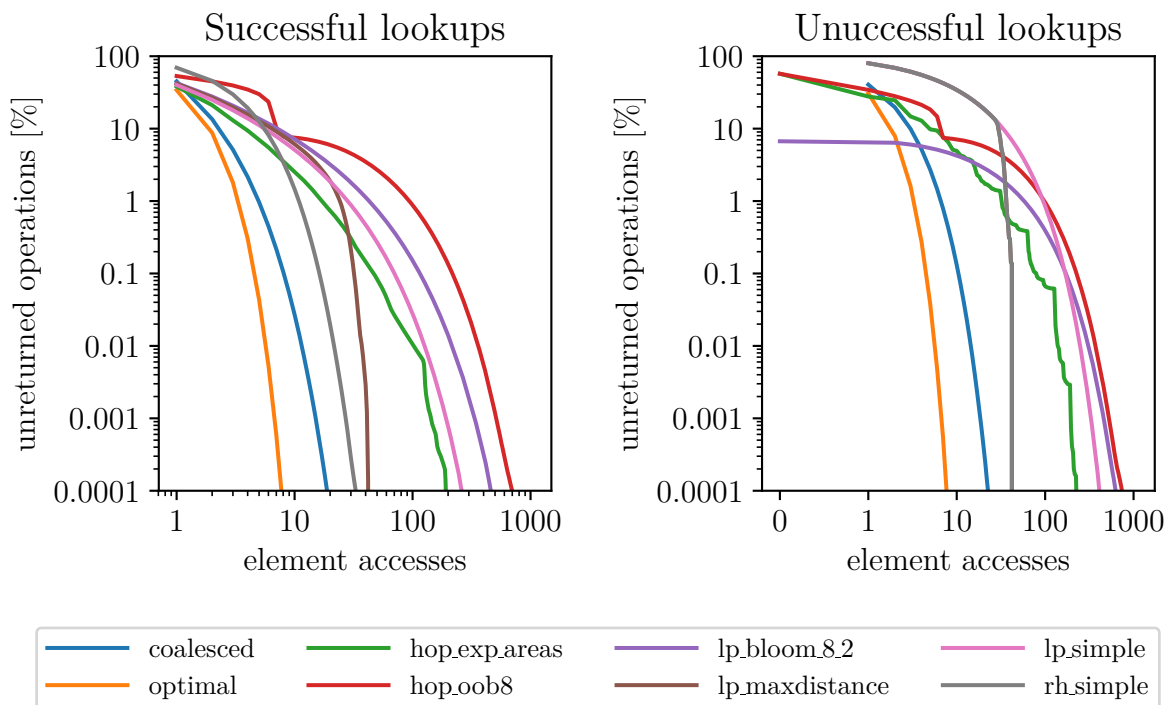 Successful lookups
Unuccessful lookups
unreturned operations [%]
100
10
1
0.1
0.01
0.001
0.0001
1
10
100
1000
element accesses
unreturned operations [%]
100
10
1
0.1
0.01
0.001
0.0001
0
1
10
100
1000
element accesses
coalesced
hop_exp_areas
lp_bloom_8_2
lp_simple
optimal
hop_oob8
lp_maxdistance
rh_simple